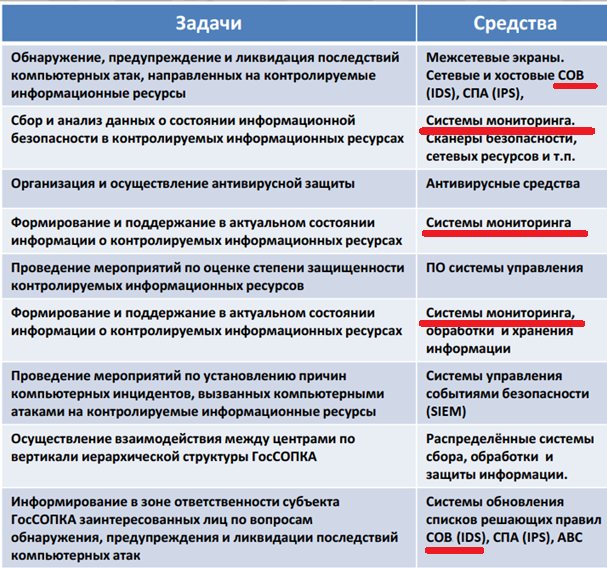 Задачи
Средства
Обнаружение, предупреждение и ликвидация последствий
компьютерных атак, направленных на контролируемые
информационные ресурсы
Межсетевые экраны.
Сетевые и хостовые СОВ
(IDS), СПА (IPS),
Сбор и анализ данных о состоянии информационной
безопасности в контролируемых информационных ресурсах
Системы мониторинга.
Сканеры безопасности,
сетевых ресурсов и т.п.
Организация и осуществление антивирусной защиты
Антивирусные средства
Формирование и поддержание в актуальном состоянии
информации о контролируемых информационных ресурсах
Системы мониторинга
Проведение мероприятий по оценке степени защищенности
контролируемых информационных ресурсов
ПО системы управления
Формирование и поддержание в актуальном состоянии
информации о контролируемых информационных ресурсах
Системы мониторинга,
обработки и хранения
информации
Проведение мероприятий по установлению причин
компьютерных инцидентов, вызванных компьютерными
атаками на контролируемые информационные ресурсы
Системы управления
событиями безопасности
(SIEM)
Осуществление взаимодействия между центрами по
вертикали иерархической структуры ГосСОПКА
Распределённые системы
сбора, обработки и
защиты информации.
Информирование в зоне ответственности субъекта
ГосСОПКА заинтересованных лиц по вопросам
обнаружения, предупреждения и ликвидации последствий
компьютерных атак
Системы обновления
списков решающих правил
СОВ (IDS), СПА (IPS), АВС